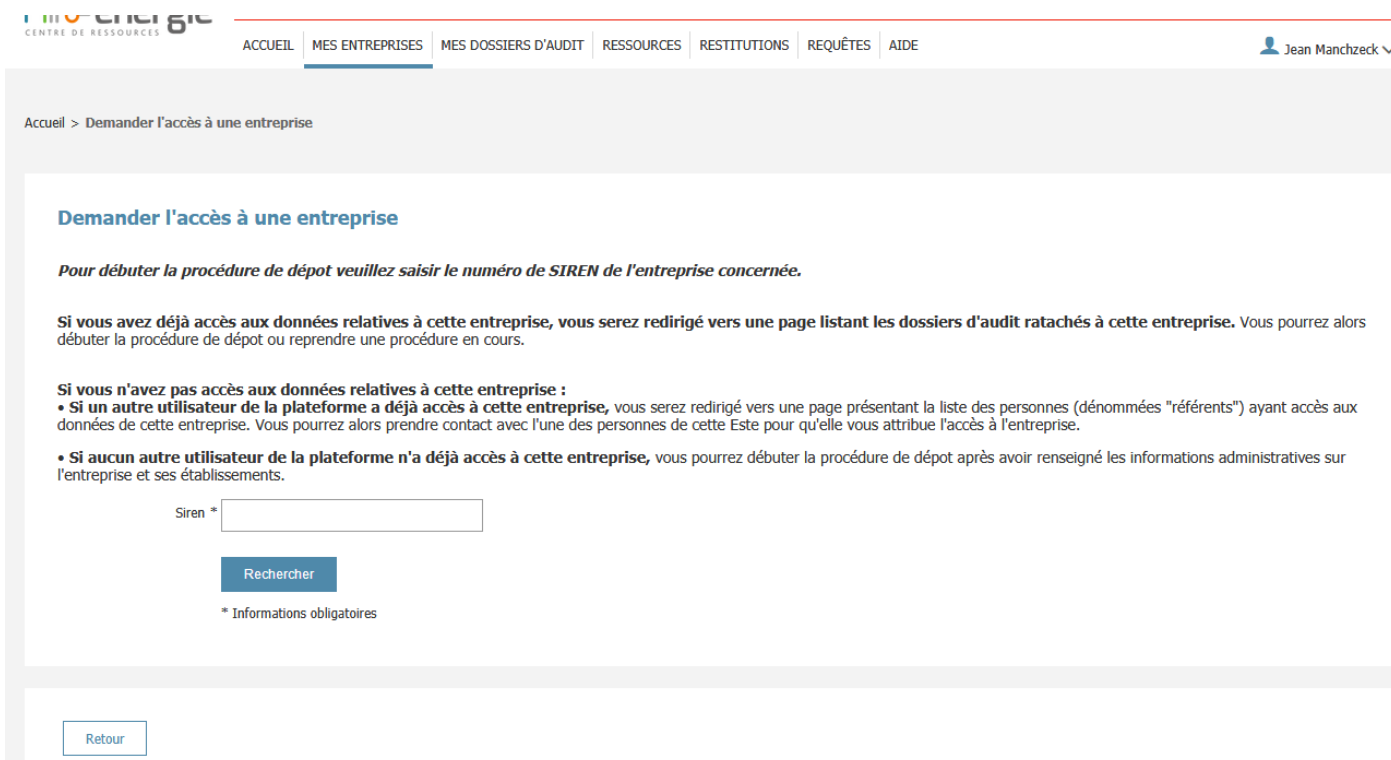 CENTRE DE RESSOURCES
ACCUEIL MES ENTREPRISES MES DOSSIERS D'AUDIT RESSOURCES RESTITUTIONS REQUÊTES AIDE
Jean Manchzeck
Accueil > Demander l'accès à une entreprise
Demander l'accès à une entreprise
Pour débuter la procédure de dépot veuillez saisir le numéro de SIREN de l'entreprise concernée.
Si vous avez déjà accès aux données relatives à cette entreprise, vous serez redirigé vers une page listant les dossiers d'audit ratachés à cette entreprise. Vous pourrez alors
débuter la procédure de dépot ou reprendre une procédure en cours.
Si vous n'avez pas accès aux données relatives à cette entreprise :
• Si un autre utilisateur de la plateforme a déjà accès à cette entreprise, vous serez redirigé vers une page présentant la liste des personnes (dénommées "référents") ayant accès aux
données de cette entreprise. Vous pourrez alors prendre contact avec l'une des personnes de cette Este pour qu'elle vous attribue l'accès à l'entreprise.
• Si aucun autre utilisateur de la plateforme n'a déjà accès à cette entreprise, vous pourrez débuter la procédure de dépot après avoir renseigné les informations administratives sur
l'entreprise et ses établissements.
Siren *
Rechercher
* Informations obligatoires
Retour